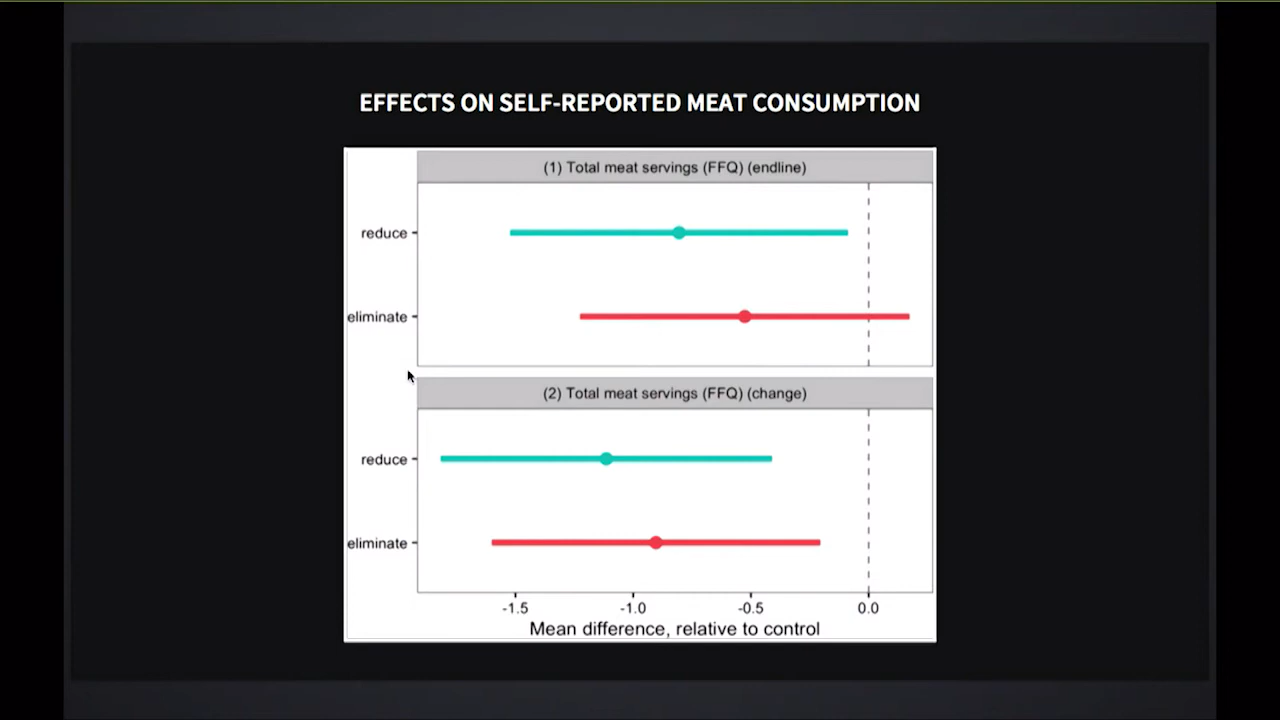 EFFECTS ON SELF-REPORTED MEAT CONSUMPTION
(1) Total meat servings (FFQ) (endline)
reduce
eliminate
(2) Total meat servings (FFQ) (change)
reduce
eliminate
-1.5 -1.0 -0.5 0.0
Mean difference, relative to control